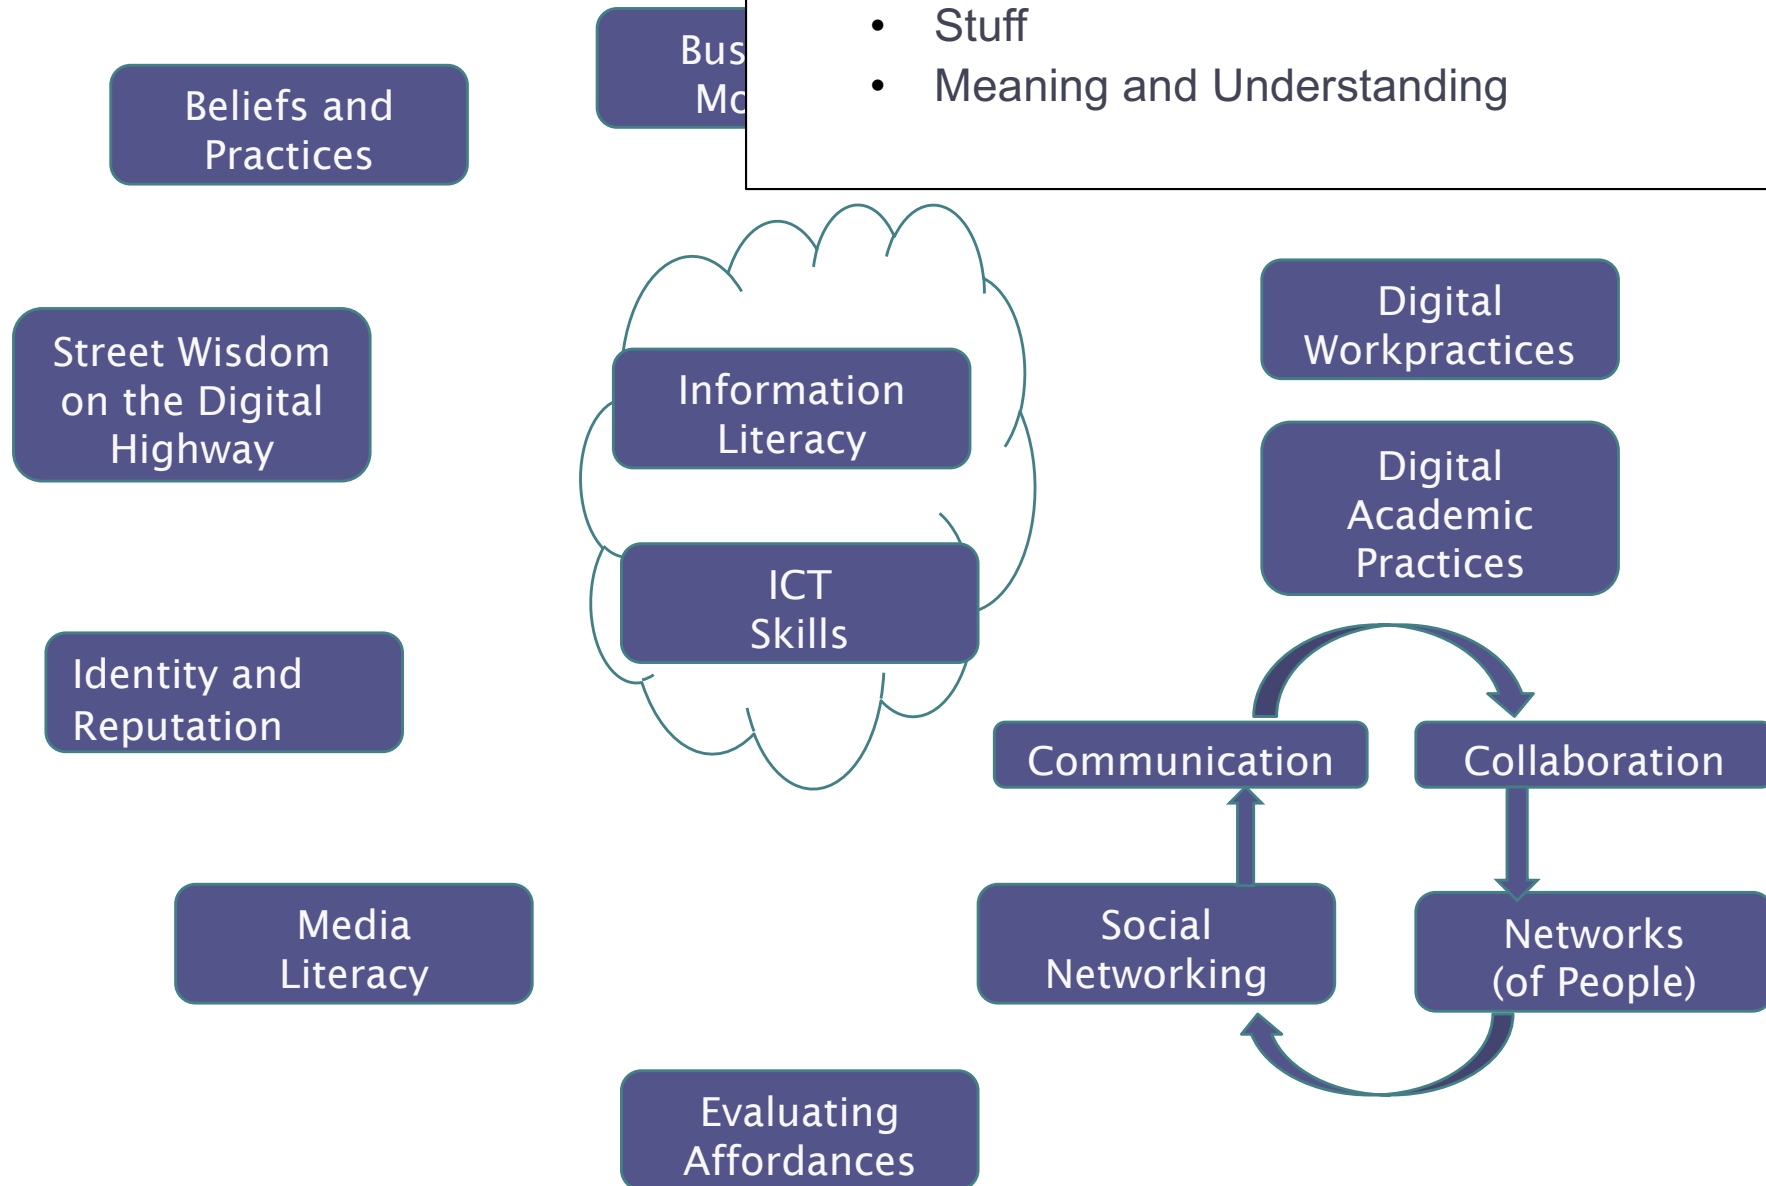 Stuff
Meaning and Understanding
Beliefs and
Practices
Street Wisdom
on the Digital
Highway
Information
Literacy
Digital
Workpractices
Digital
Academic
Practices
ICT
Skills
Identity and
Reputation
Communication
Collaboration
Media
Literacy
Social
Networking
Networks
(of People)
Evaluating
Affordances